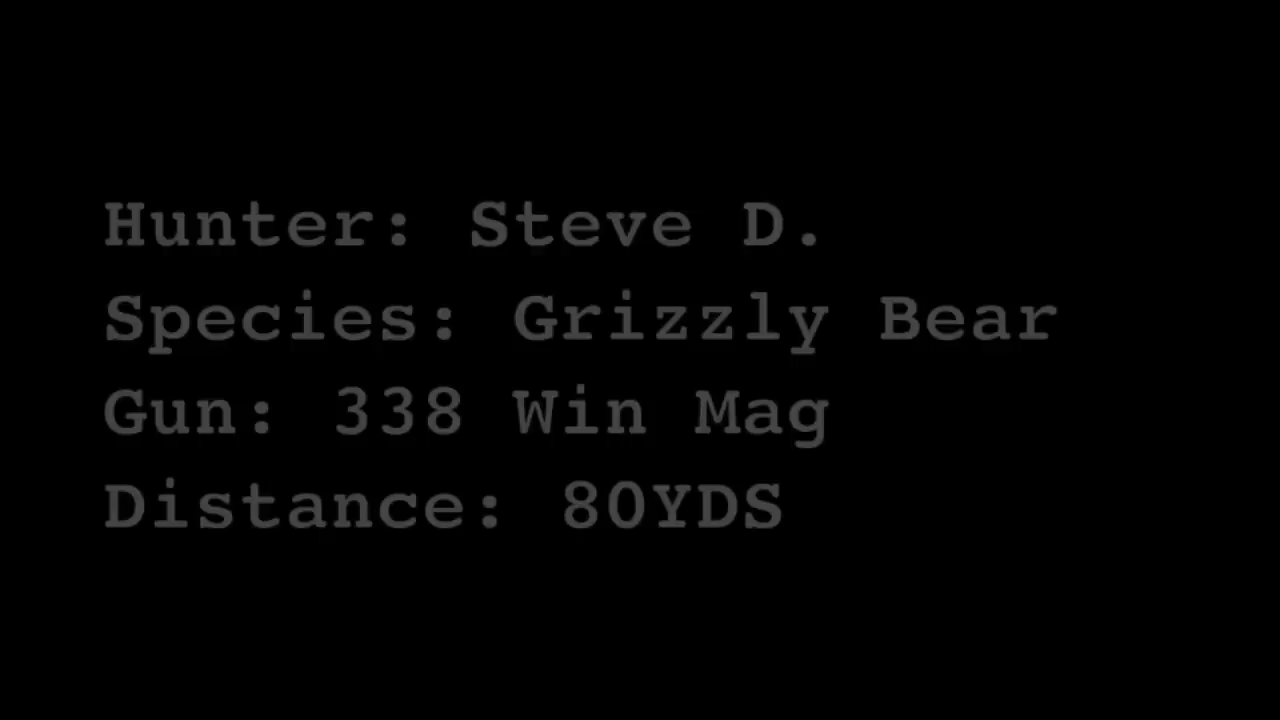 Hunter: Steve D.
Species: Grizzly Bear
Gun: 338 Win Mag
Distance: 80YDS